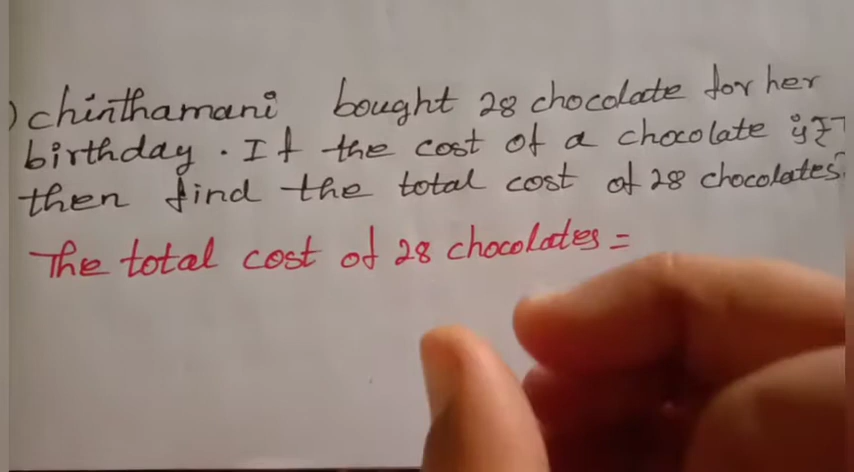 ) chinthamani bought 28 chocolate for her
birthday. If the cost of a chocolate is ₹7
then find the total cost of 28 chocolates.
The total cost of 28 chocolates =